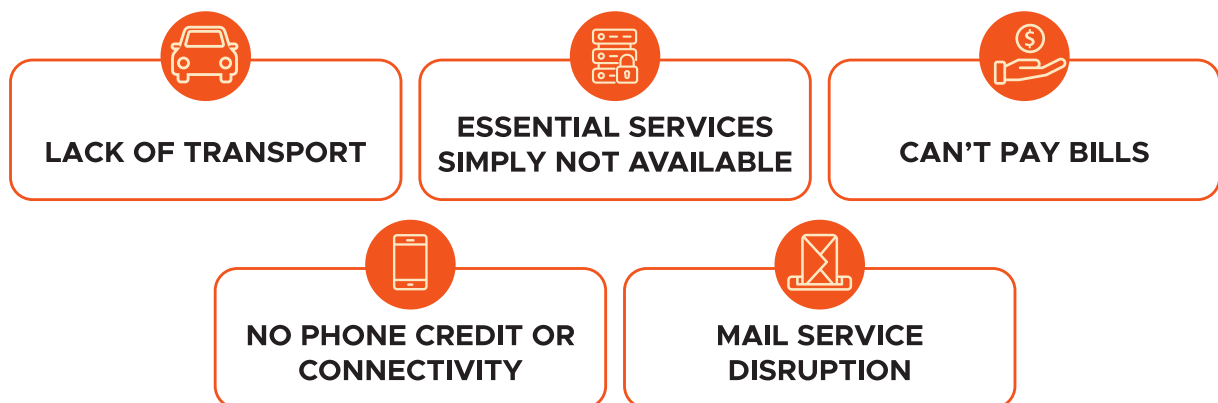 LACK OF TRANSPORT
ESSENTIAL SERVICES
SIMPLY NOT AVAILABLE
$
CAN’T PAY BILLS
NO PHONE CREDIT OR
CONNECTIVITY
MAIL SERVICE
DISRUPTION